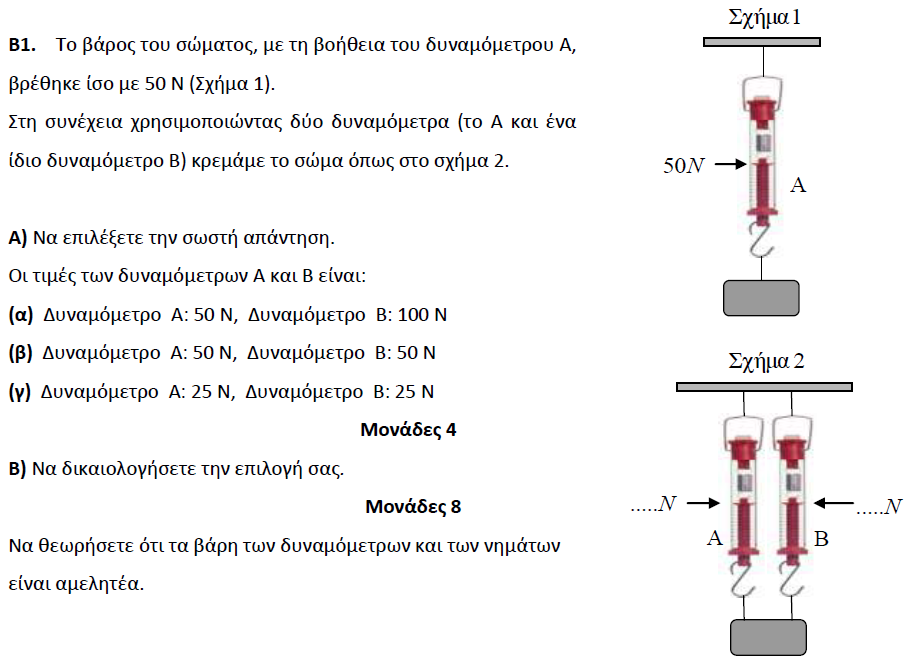 Β1. Το βάρος του σώματος, με τη βοήθεια του δυναμόμετρου Α,
βρέθηκε ίσο με 50 Ν (Σχήμα 1).
Στη συνέχεια χρησιμοποιώντας δύο δυναμόμετρα (το Α και ένα
ίδιο δυναμόμετρο Β) κρεμάμε το σώμα όπως στο σχήμα 2.
Α) Να επιλέξετε την σωστή απάντηση.
Οι τιμές των δυναμόμετρων Α και Β είναι:
(α) Δυναμόμετρο Α: 50 Ν, Δυναμόμετρο Β: 100 Ν
(β) Δυναμόμετρο Α: 50 Ν, Δυναμόμετρο Β: 50 Ν
(γ) Δυναμόμετρο Α: 25 Ν, Δυναμόμετρο Β: 25 Ν
Μονάδες 4
Β) Να δικαιολογήσετε την επιλογή σας.
Μονάδες 8
Να θεωρήσετε ότι τα βάρη των δυναμόμετρων και των νημάτων
είναι αμελητέα.
Σχήμα 1
50N
A
Σχήμα 2
.....N
.....N
A
B